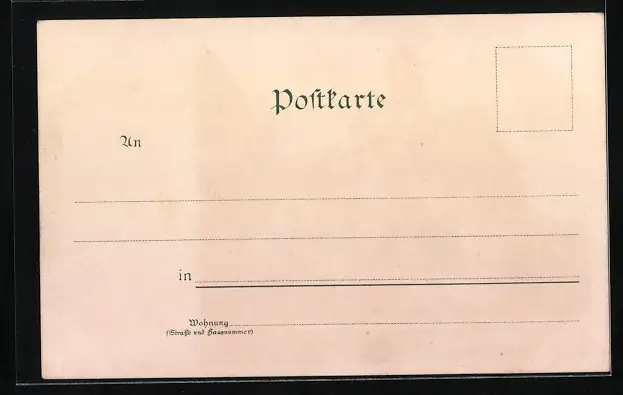 Postkarte
An
in
Wohnung
(Straße und Hausnummer)